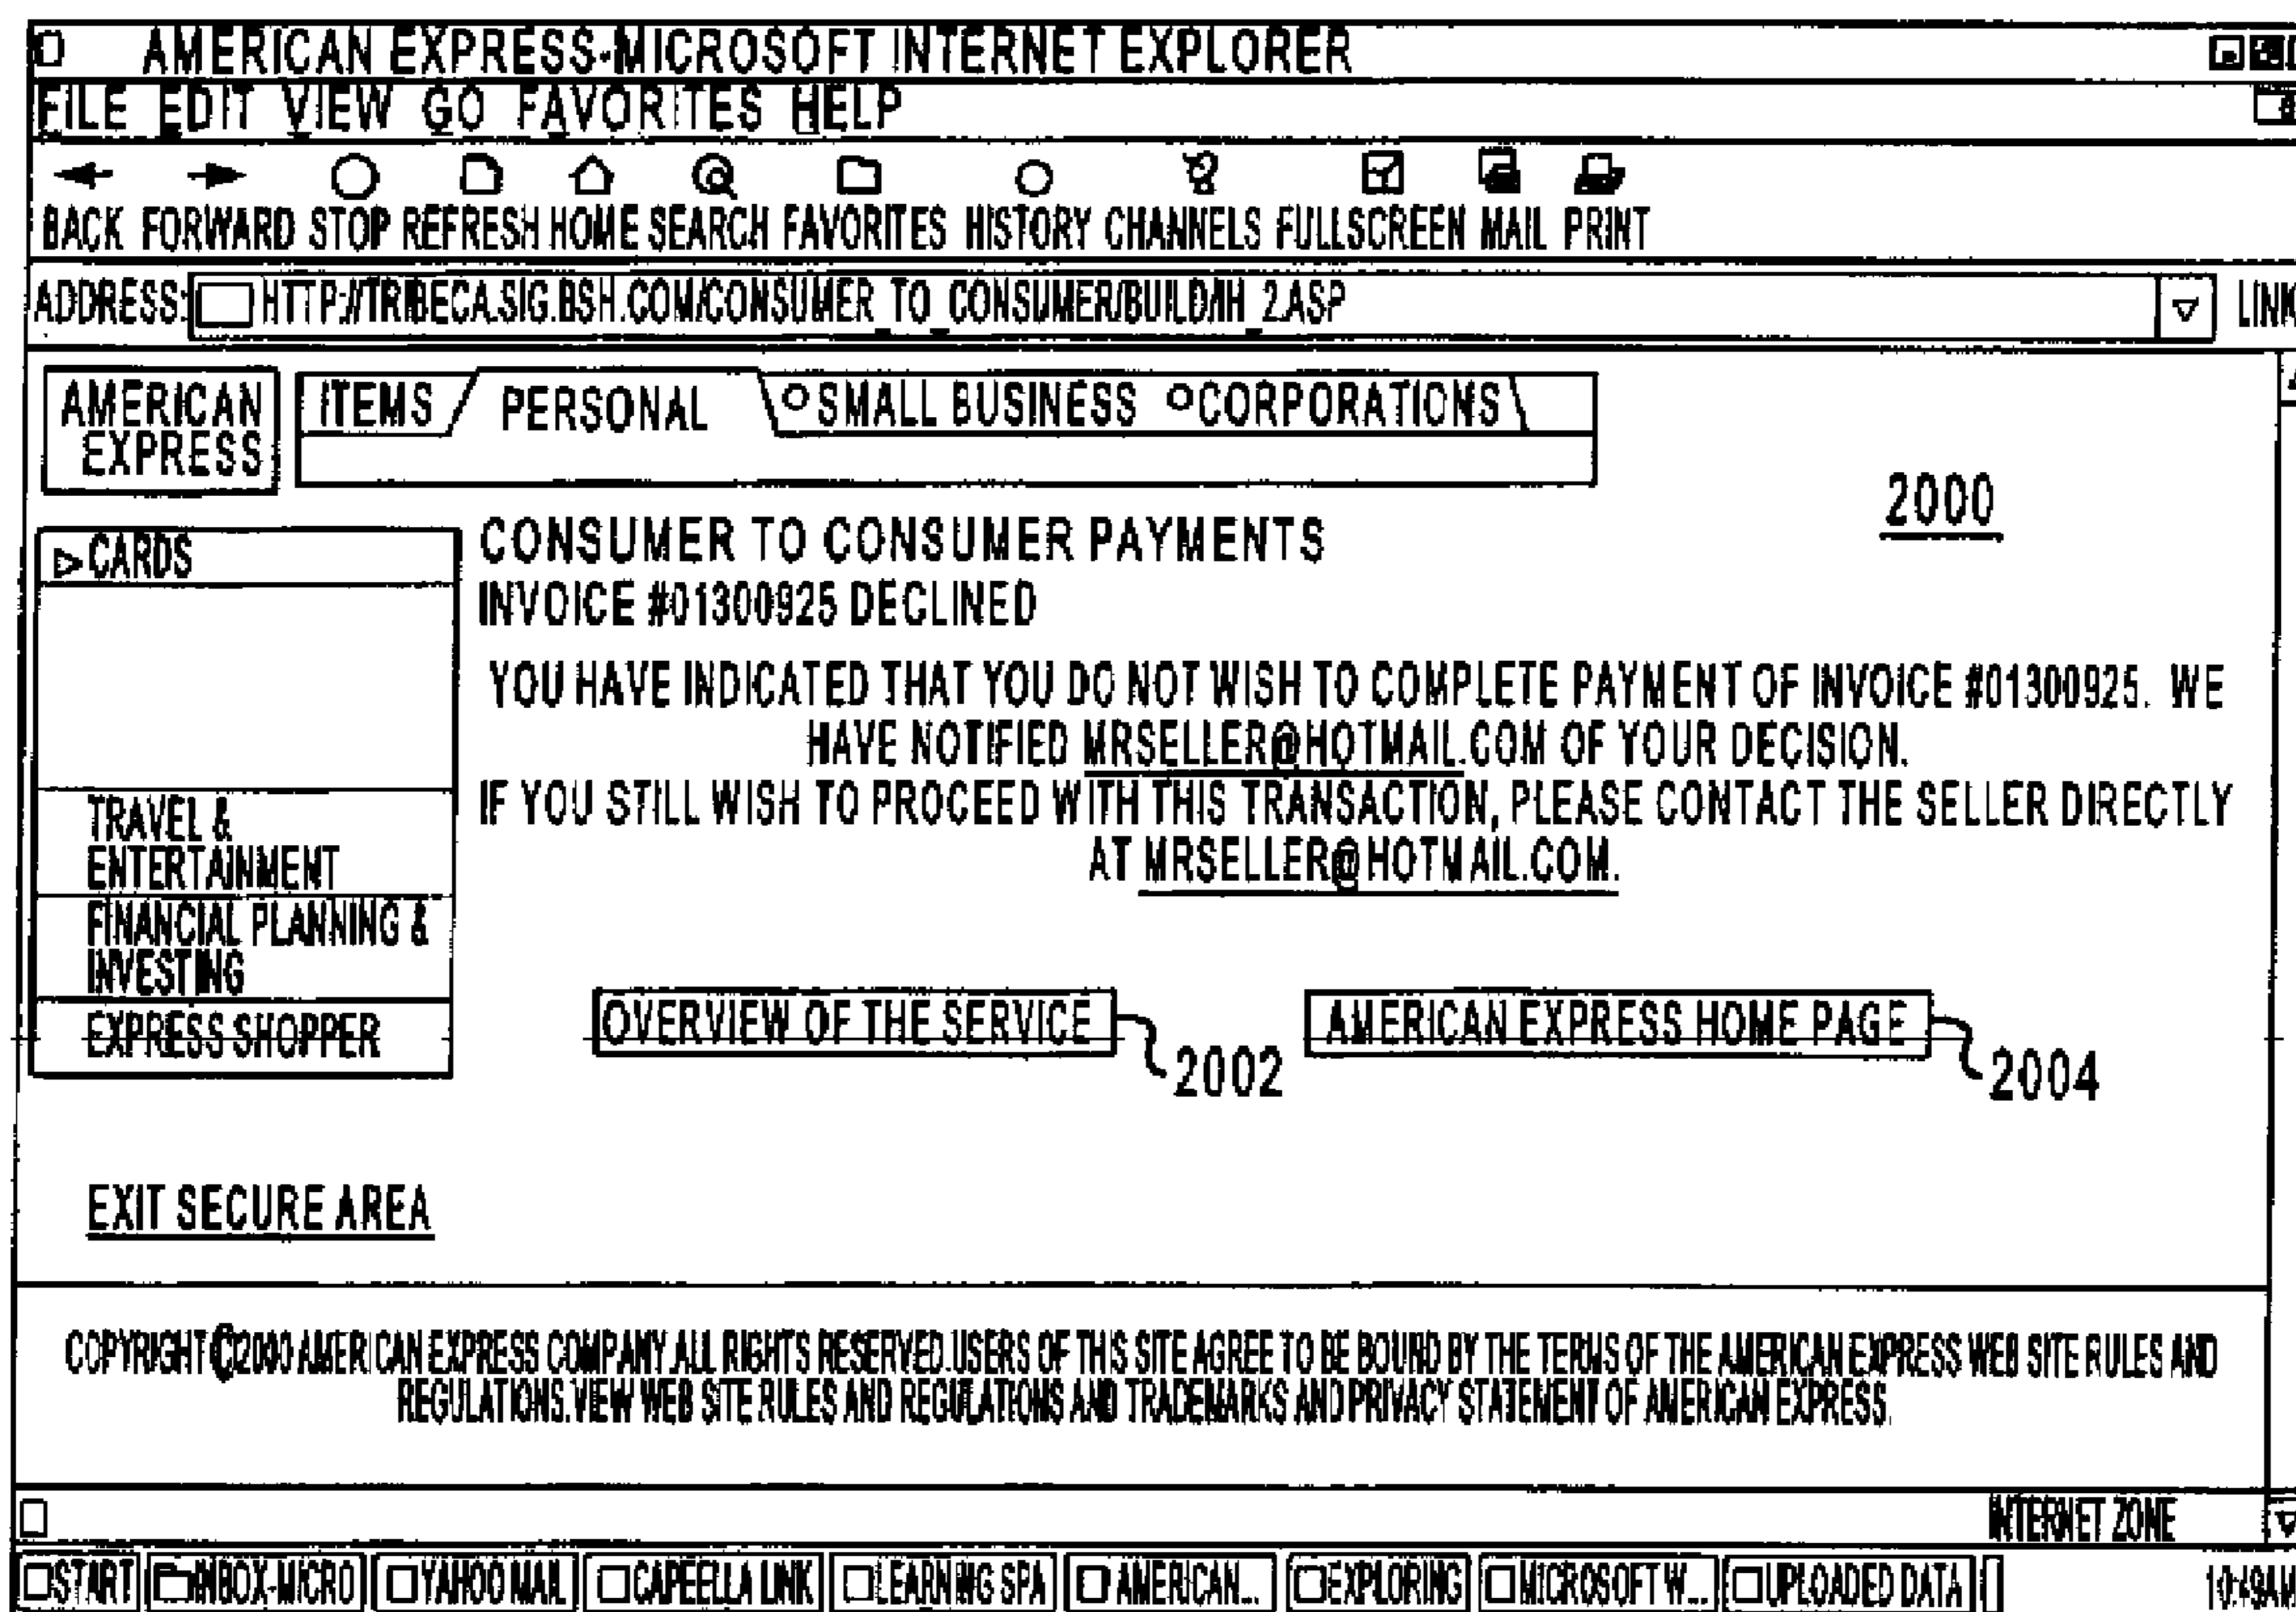 AMERICAN EXPRESS-MICROSOFT INTERNET EXPLORER
FILE EDIT VIEW GO FAVORITES HELP
BACK FORWARD STOP REFRESH HOME SEARCH FAVORITES HISTORY CHANNELS FULLSCREEN MAIL PRINT
ADDRESS: HTTP://TRIBECA.SIG.BSH.COM/CONSUMER_TO_CONSUMER/BUILD/IH_2.ASP LINK
AMERICAN
EXPRESS
ITEMS PERSONAL SMALL BUSINESS CORPORATIONS
2000
CARDS
TRAVEL &
ENTERTAINMENT
FINANCIAL PLANNING &
INVESTING
EXPRESS SHOPPER
CONSUMER TO CONSUMER PAYMENTS
INVOICE #01300925 DECLINED
YOU HAVE INDICATED THAT YOU DO NOT WISH TO COMPLETE PAYMENT OF INVOICE #01300925. WE
HAVE NOTIFIED MRSELLER@HOTMAIL.COM OF YOUR DECISION.
IF YOU STILL WISH TO PROCEED WITH THIS TRANSACTION, PLEASE CONTACT THE SELLER DIRECTLY
AT MRSELLER@HOTMAIL.COM.
OVERVIEW OF THE SERVICE 2002 AMERICAN EXPRESS HOME PAGE 2004
EXIT SECURE AREA
COPYRIGHT ©2000 AMERICAN EXPRESS COMPANY. ALL RIGHTS RESERVED. USERS OF THIS SITE AGREE TO BE BOUND BY THE TERMS OF THE AMERICAN EXPRESS WEB SITE RULES AND
REGULATIONS. VIEW WEB SITE RULES AND REGULATIONS AND TRADEMARKS AND PRIVACY STATEMENT OF AMERICAN EXPRESS.
INTERNET ZONE
START INBOX-MICRO YAHOO MAIL CAPEELLA LINK LEARNING SPA AMERICAN... EXPLORING MICROSOFT W... UPLOADED DATA 10:49AM